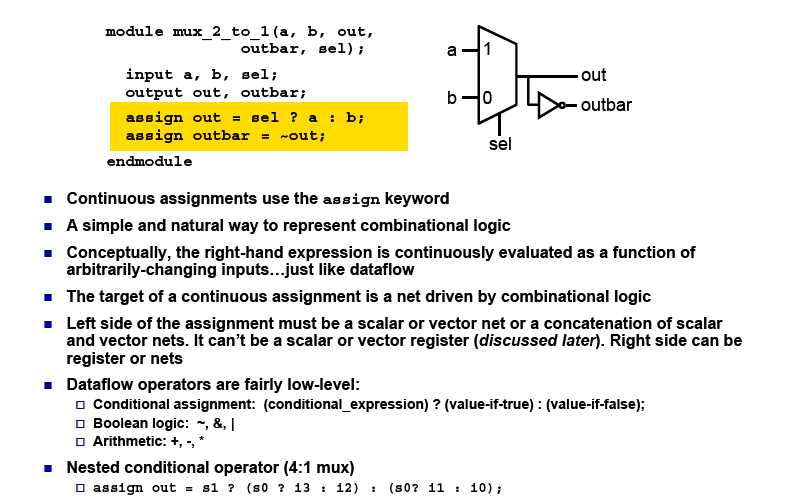 module mux_2_to_1(a, b, out,
outbar, sel);
input a, b, sel;
output out, outbar;
assign out = sel ? a : b;
assign outbar = ~out;
endmodule
a
1
b
0
sel
out
outbar
Continuous assignments use the assign keyword
A simple and natural way to represent combinational logic
Conceptually, the right-hand expression is continuously evaluated as a function of
arbitrarily-changing inputs…just like dataflow
The target of a continuous assignment is a net driven by combinational logic
Left side of the assignment must be a scalar or vector net or a concatenation of scalar
and vector nets. It can’t be a scalar or vector register (discussed later). Right side can be
register or nets
Dataflow operators are fairly low-level:
Conditional assignment: (conditional_expression) ? (value-if-true) : (value-if-false);
Boolean logic: ~, &, |
Arithmetic: +, -, *
Nested conditional operator (4:1 mux)
assign out = s1 ? (s0 ? i3 : i2) : (s0? i1 : i0);